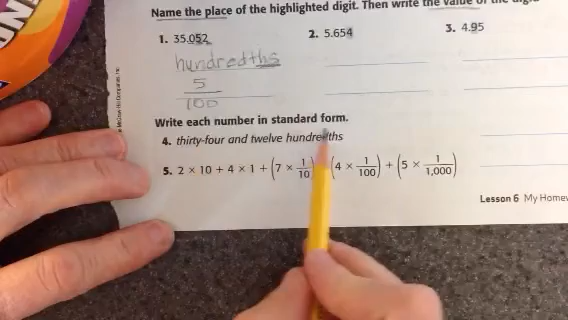 Name the place of the highlighted digit. Then write the value of the
1. 35.052
2. 5.654
3. 4.95
hundredths
5
100
Write each number in standard form.
4. thirty-four and twelve hundredths
5. 2 × 10 + 4 × 1 + (7 × 1/10) (4 × 1/100) + (5 × 1/1,000)
Lesson 6 My Homew